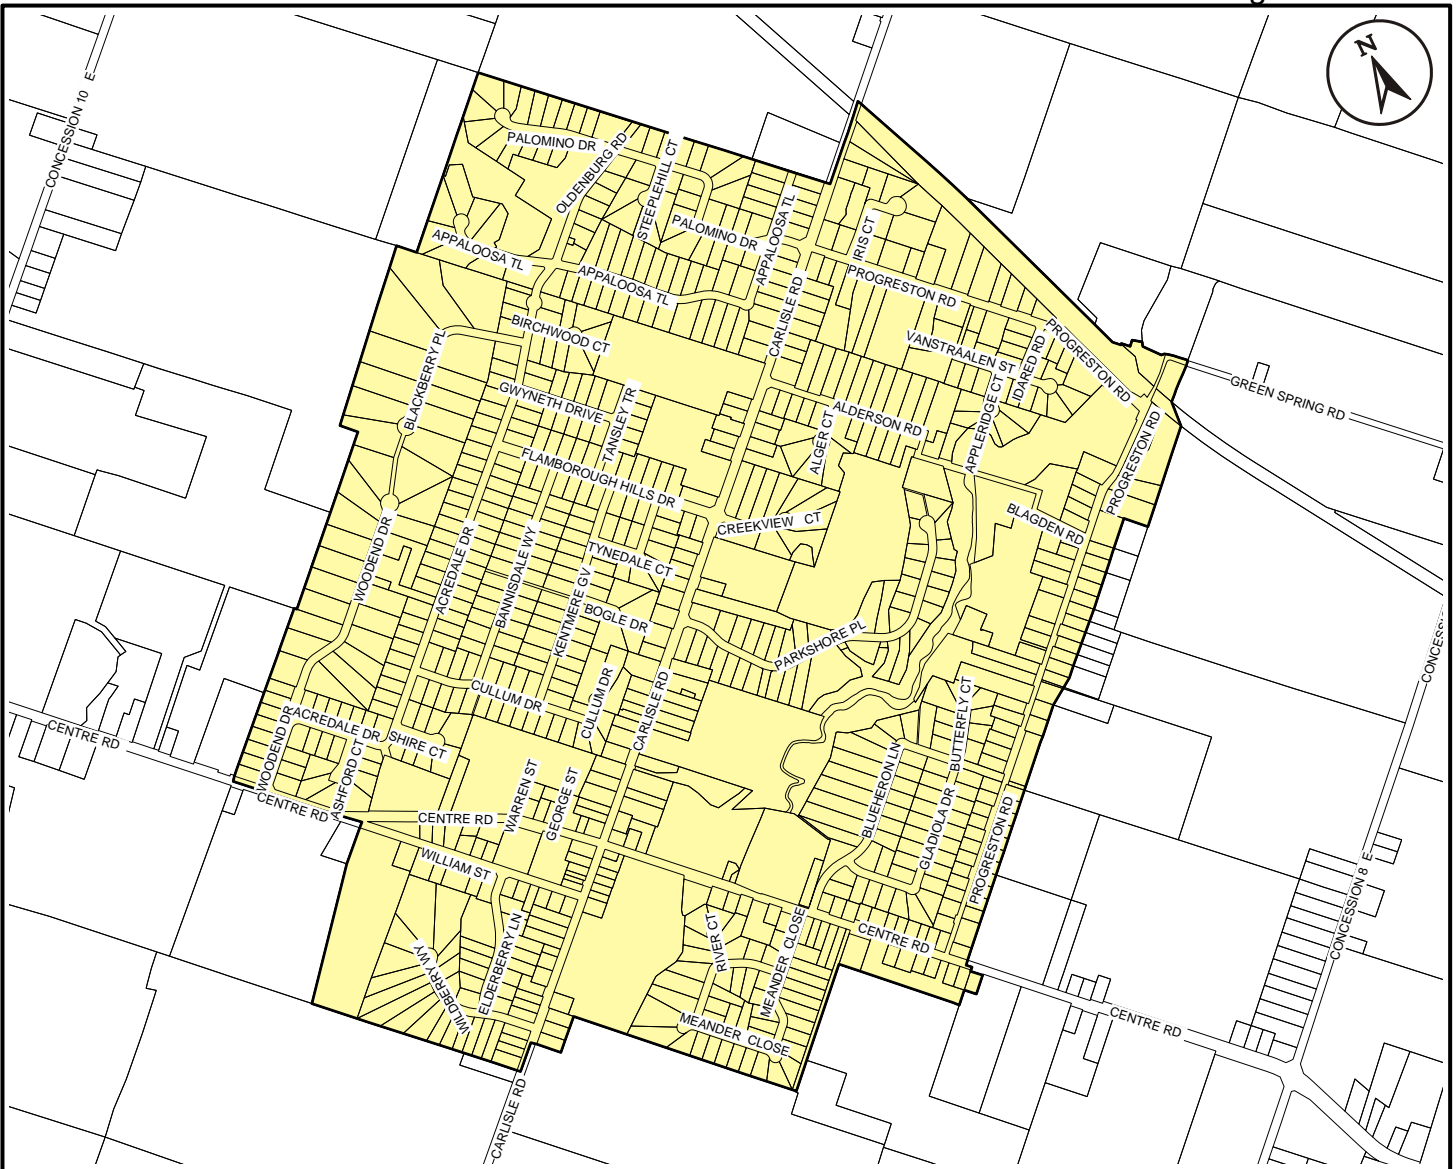 N
CONCESSION 10 E
PALOMINO DR
OLDENBURG RD
STEEPLEHILL CT
PALOMINO DR
APPALOOSA TL
IRIS CT
APPALOOSA TL
APPALOOSA TL
PROGRESTON RD
CARLISLE RD
BIRCHWOOD CT
VANSTRAALEN ST
IDARED RD
PROGRESTON RD
BLACKBERRY PL
GREEN SPRING RD
GWYNETH DRIVE
TANSLEY TR
ALDERSON RD
ALGER CT
APPLERIDGE CT
PROGRESTON RD
FLAMBOROUGH HILLS DR
CREEKVIEW CT
BLAGDEN RD
WOODEND DR
ACREDALE DR
BANNISDALE WY
TYNEDALE CT
KENTMERE GV
BOGLE DR
PARKSHORE PL
CULLUM DR
CULLUM DR
CARLISLE RD
BUTTERFLY CT
CENTRE RD
WOODEND DR
ACREDALE DR
SHIRE CT
ASHFORD CT
CENTRE RD
CENTRE RD
WARREN ST
GEORGE ST
BLUEHERON LN
GLADIOLA DR
PROGRESTON RD
WILLIAM ST
CONCESSION 8 E
ELDERBERRY LN
WILDBERRY WY
RIVER CT
MEANDER CLOSE
CENTRE RD
MEANDER CLOSE
CENTRE RD
CARLISLE RD